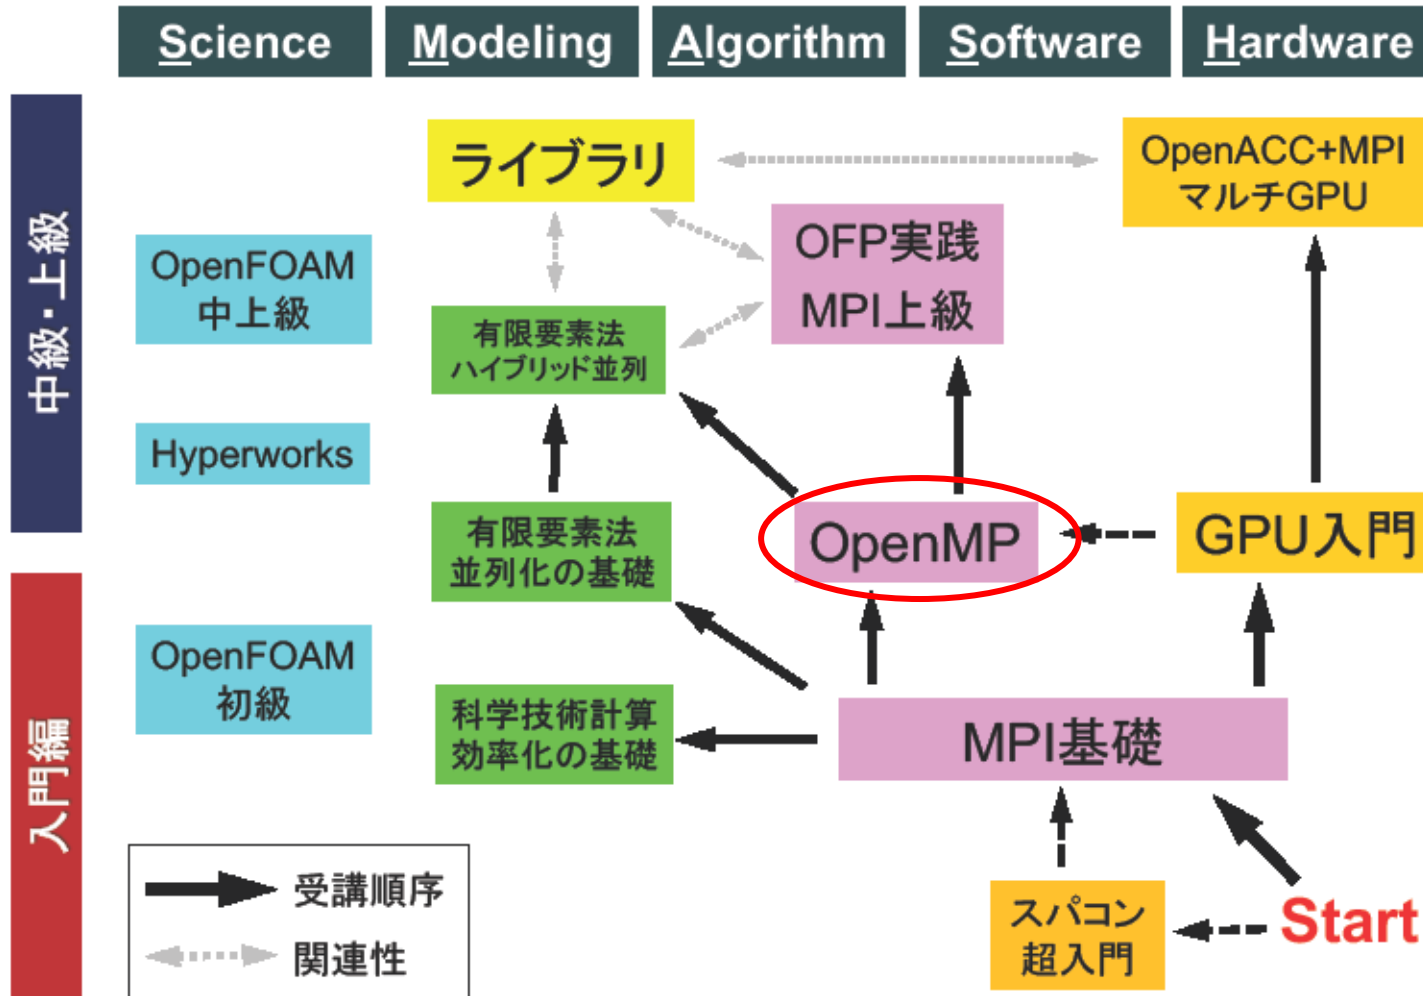 Science
Modeling
Algorithm
Software
Hardware
中級・上級
入門編
ライブラリ
OpenACC+MPI
マルチGPU
OFP実践
MPI上級
OpenFOAM
中上級
有限要素法
ハイブリッド並列
Hyperworks
有限要素法
並列化の基礎
OpenMP
GPU入門
OpenFOAM
初級
科学技術計算
効率化の基礎
MPI基礎
スパコン
超入門
Start
受講順序
関連性